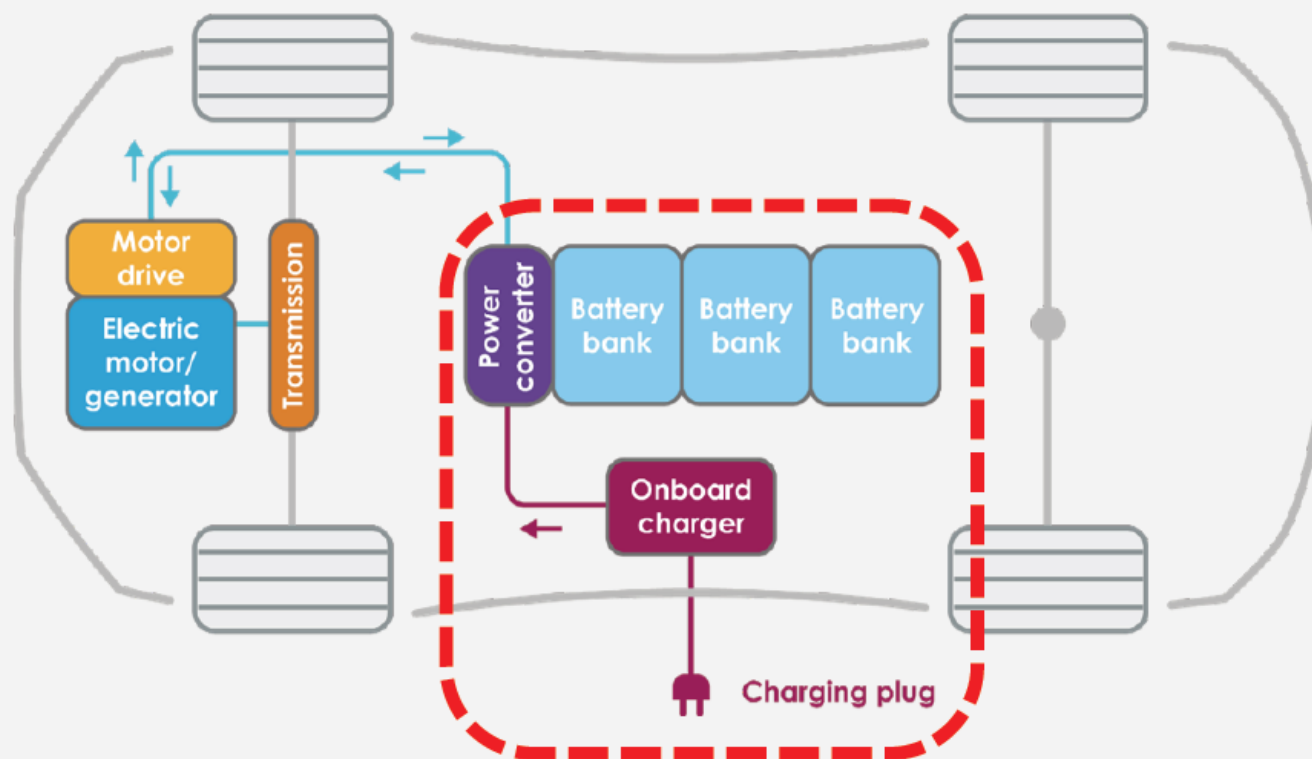 Motor
drive
Electric
motor/
generator
Transmission
Power
converter
Battery
bank
Battery
bank
Battery
bank
Onboard
charger
Charging plug